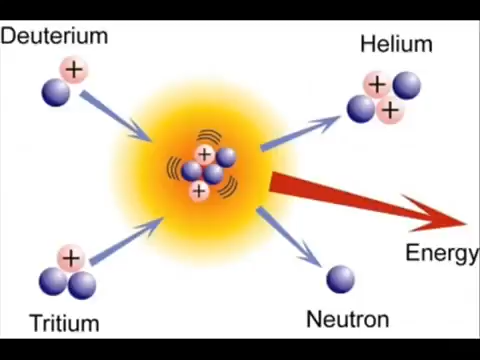 Deuterium
Helium
+
+
+
+
+
+
Energy
Tritium
Neutron